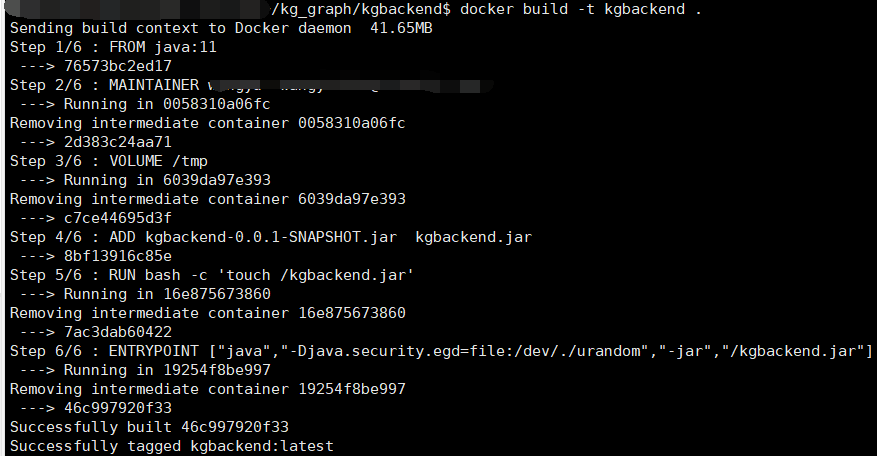 /kg_graph/kgbackend$ docker build -t kgbackend .
Sending build context to Docker daemon  41.65MB
Step 1/6 : FROM java:11
 ---> 76573bc2ed17
Step 2/6 : MAINTAINER
 ---> Running in 0058310a06fc
Removing intermediate container 0058310a06fc
 ---> 2d383c24aa71
Step 3/6 : VOLUME /tmp
 ---> Running in 6039da97e393
Removing intermediate container 6039da97e393
 ---> c7ce44695d3f
Step 4/6 : ADD kgbackend-0.0.1-SNAPSHOT.jar  kgbackend.jar
 ---> 8bf13916c85e
Step 5/6 : RUN bash -c 'touch /kgbackend.jar'
 ---> Running in 16e875673860
Removing intermediate container 16e875673860
 ---> 7ac3dab60422
Step 6/6 : ENTRYPOINT ["java","-Djava.security.egd=file:/dev/./urandom","-jar","/kgbackend.jar"]
 ---> Running in 19254f8be997
Removing intermediate container 19254f8be997
 ---> 46c997920f33
Successfully built 46c997920f33
Successfully tagged kgbackend:latest